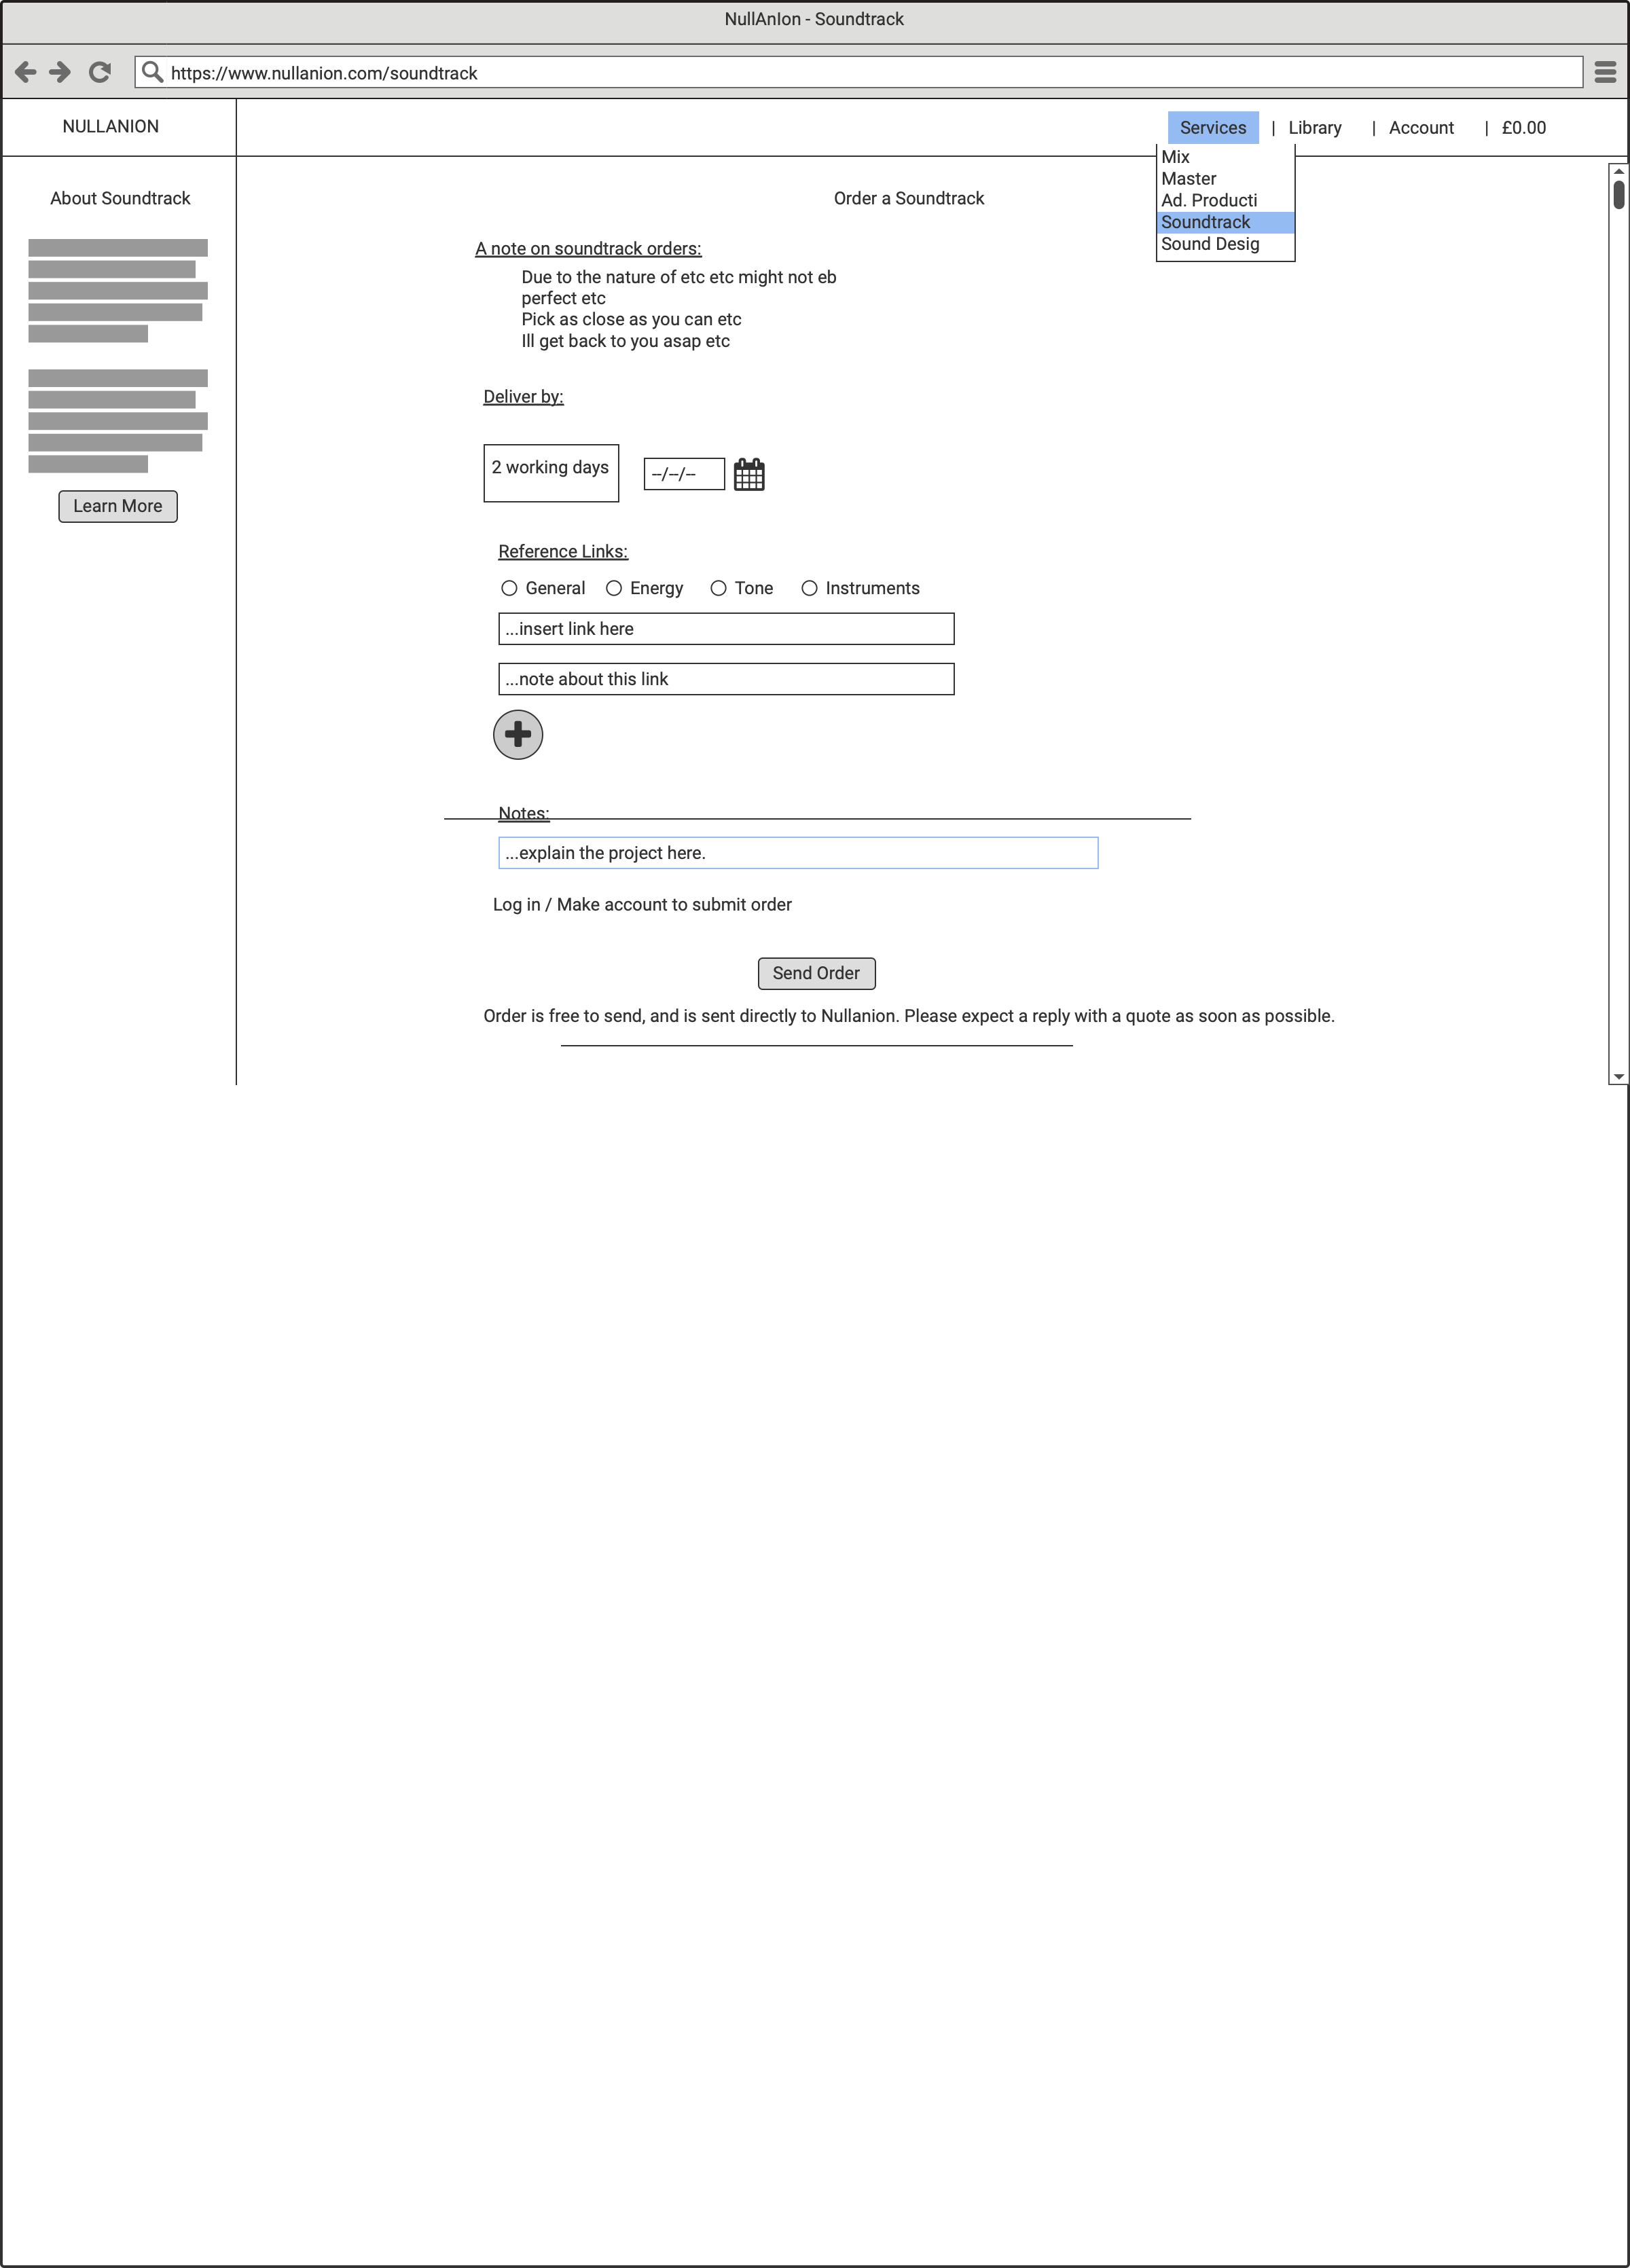 NullAnIon - Soundtrack
https://www.nullanion.com/soundtrack
NULLANION
Services | Library | Account | £0.00
Mix
Master
Ad. Producti
Soundtrack
Sound Desig
About Soundtrack
Learn More
Order a Soundtrack
A note on soundtrack orders:
Due to the nature of etc etc might not eb
perfect etc
Pick as close as you can etc
Ill get back to you asap etc
Deliver by:
2 working days
--/--/--
Reference Links:
General Energy Tone Instruments
...insert link here
...note about this link
Notes:
...explain the project here.
Log in / Make account to submit order
Send Order
Order is free to send, and is sent directly to Nullanion. Please expect a reply with a quote as soon as possible.